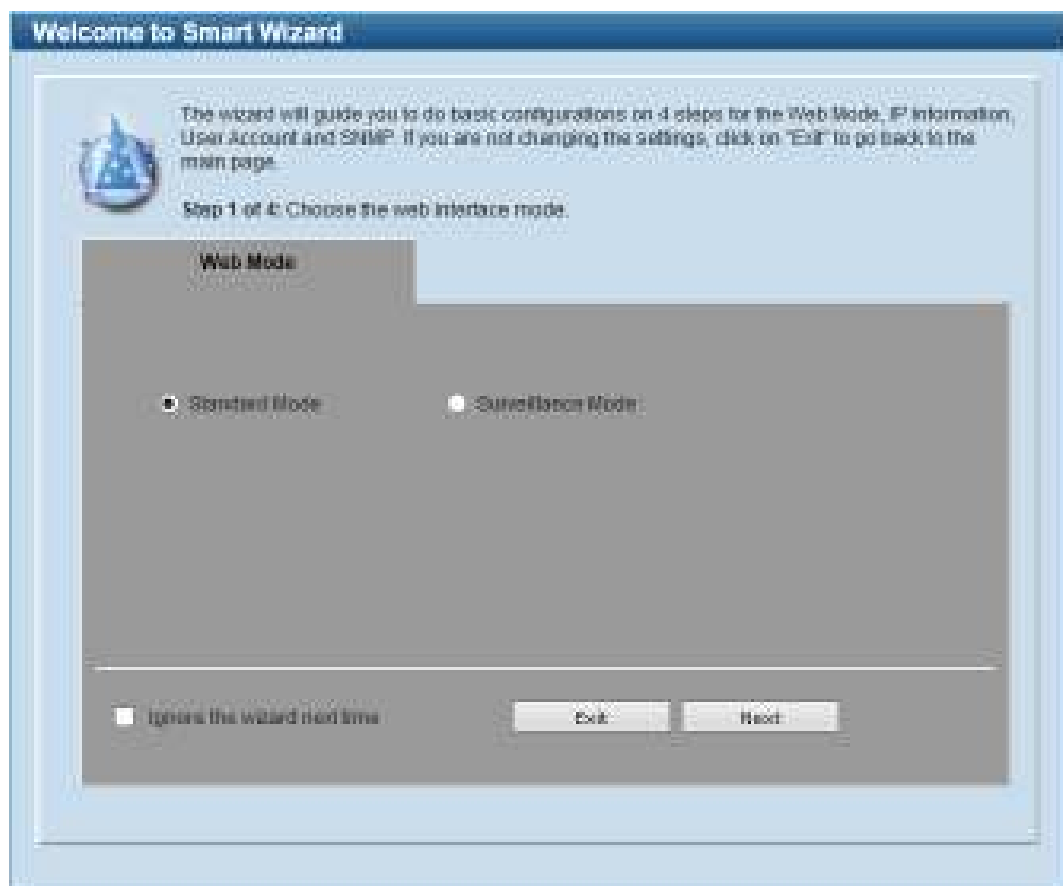 Welcome to Smart Wizard
The wizard will guide you to do basic configurations on 4 steps for the Web Mode, IP Information,
User Account and SNMP. If you are not changing the settings, click on "Exit" to go back to the
main page.
Step 1 of 4: Choose the web interface mode.
Web Mode
Standard Mode
Surveillance Mode
Ignore the wizard next time
Exit
Next